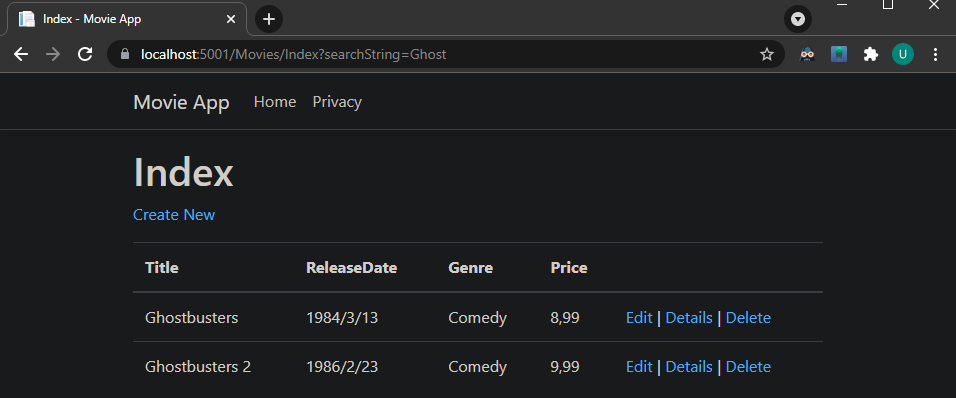 Index - Movie App
localhost:5001/Movies/Index?searchString=Ghost
U
Movie App Home Privacy
Index
Create New
Title ReleaseDate Genre Price
Ghostbusters 1984/3/13 Comedy 8,99 Edit | Details | Delete
Ghostbusters 2 1986/2/23 Comedy 9,99 Edit | Details | Delete